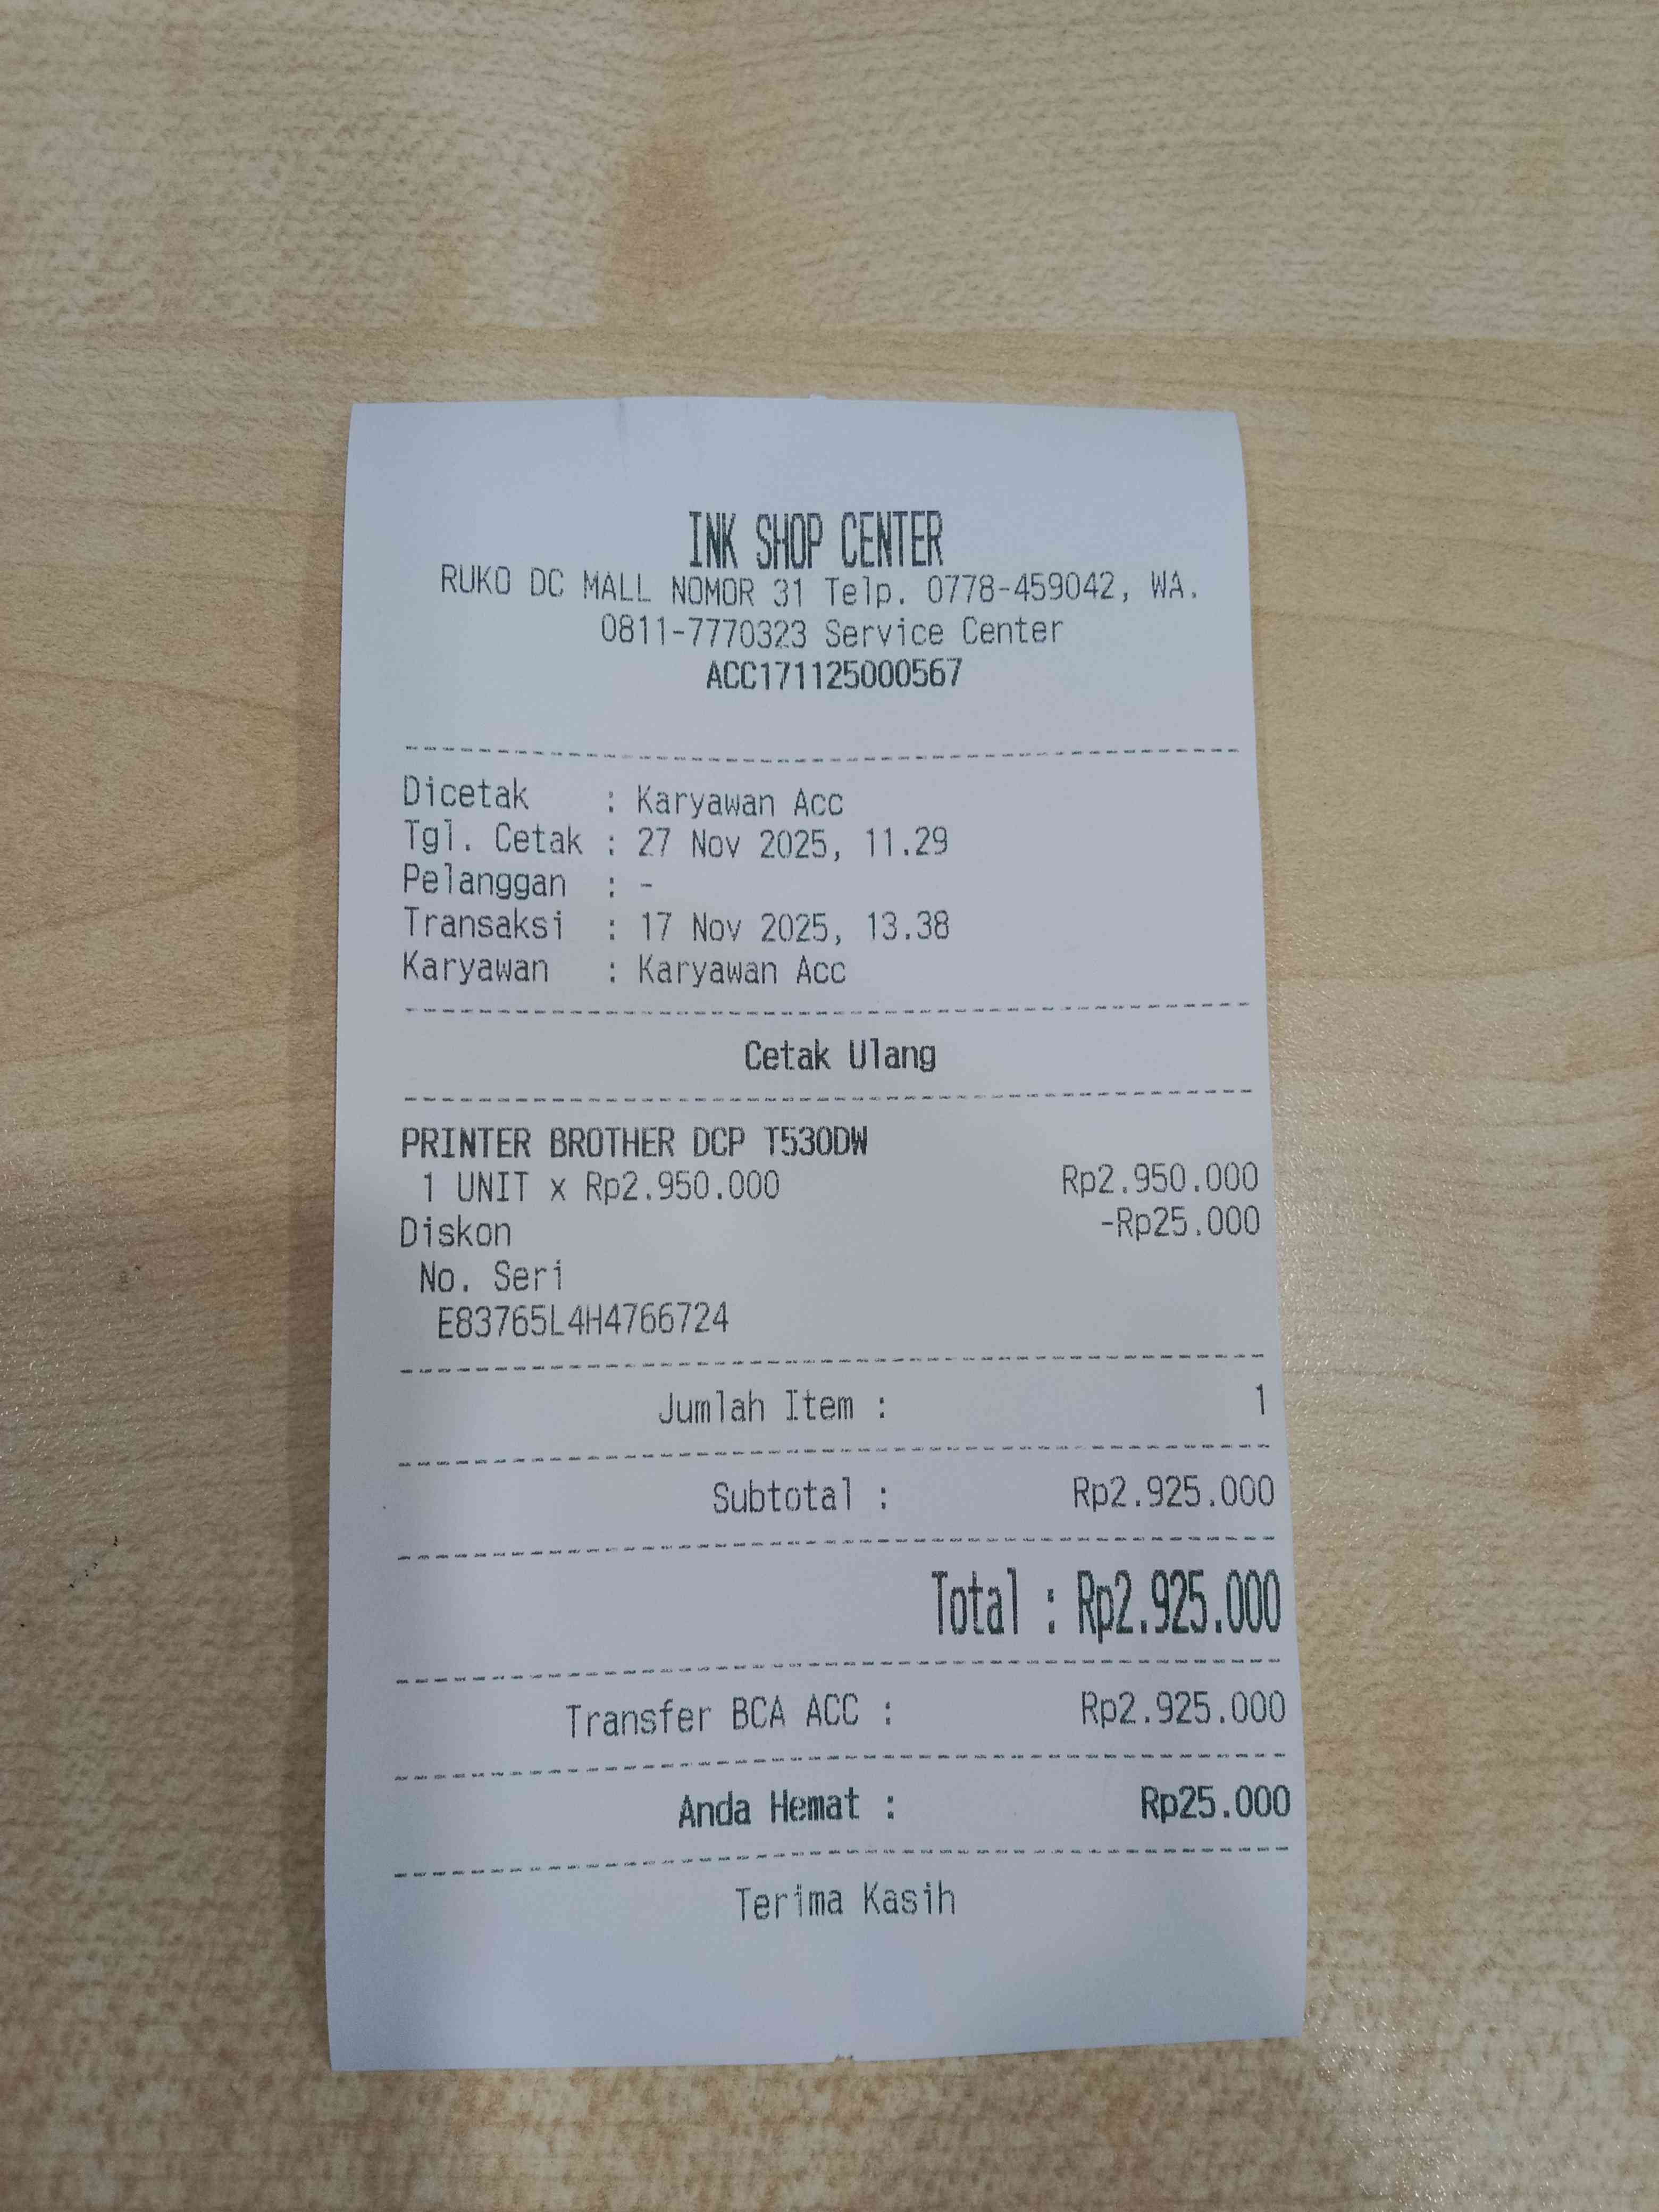 INK SHOP CENTER
RUKO DC MALL NOMOR 31 Telp. 0778-459042, WA.
0811-7770323 Service Center
ACC171125000567
Dicetak : Karyawan Acc
Tgl. Cetak : 27 Nov 2025, 11.29
Pelanggan : -
Transaksi : 17 Nov 2025, 13.38
Karyawan : Karyawan Acc
Cetak Ulang
PRINTER BROTHER DCP T530DW
1 UNIT x Rp2.950.000 Rp2.950.000
Diskon -Rp25.000
No. Seri
E83765L4H4766724
Jumlah Item : 1
Subtotal : Rp2.925.000
Total : Rp2.925.000
Transfer BCA ACC : Rp2.925.000
Anda Hemat : Rp25.000
Terima Kasih